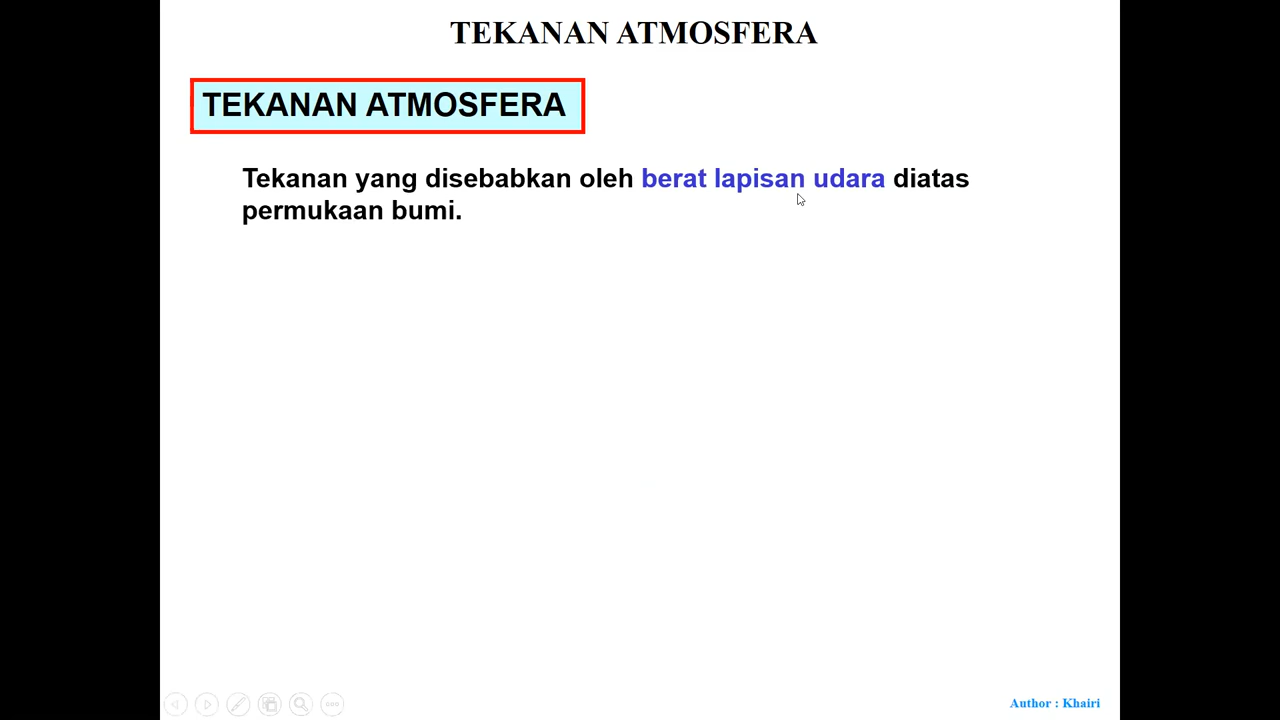 TEKANAN ATMOSFERA
TEKANAN ATMOSFERA
Tekanan yang disebabkan oleh berat lapisan udara diatas
permukaan bumi.
Author : Khairi